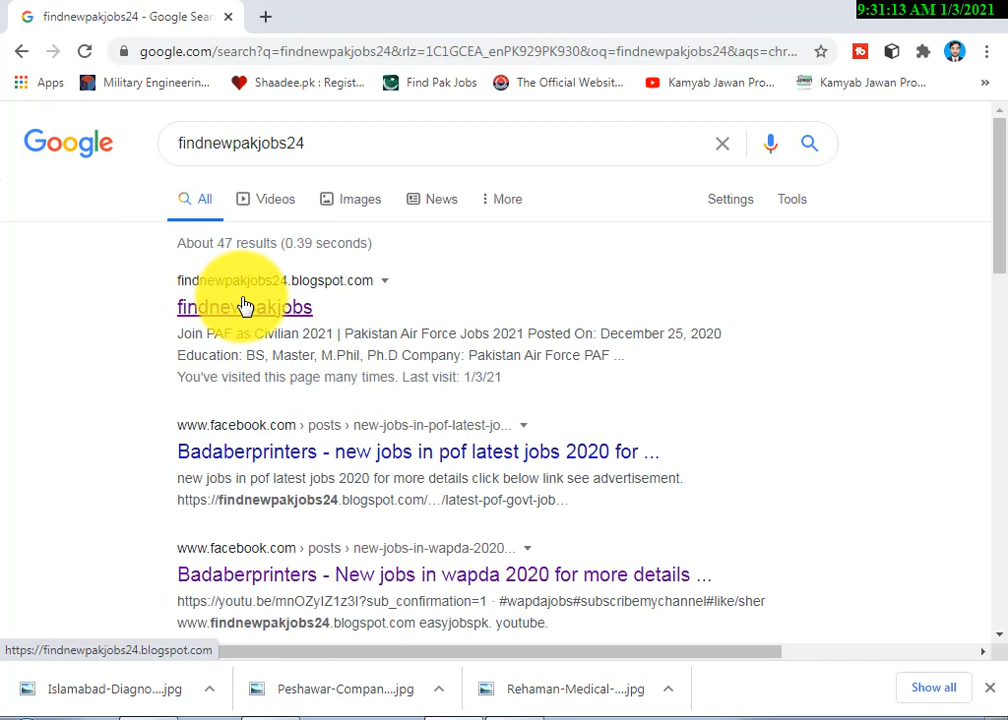 findnewpakjobs24 - Google Sear
9:31:13 AM 1/3/2021
google.com/search?q=findnewpakjobs24&rlz=1C1GCEA_enPK929PK930&oq=findnewpakjobs24&aqs=chr...
Apps Military Engineerin... Shaadee.pk : Regist... Find Pak Jobs The Official Website... Kamyab Jawan Pro... Kamyab Jawan Pro... »
Google
findnewpakjobs24
All Videos Images News More Settings Tools
About 47 results (0.39 seconds)
findnewpakjobs24.blogspot.com
findnewpakjobs
Join PAF as Civilian 2021 | Pakistan Air Force Jobs 2021 Posted On: December 25, 2020
Education: BS, Master, M.Phil, Ph.D Company: Pakistan Air Force PAF ...
You've visited this page many times. Last visit: 1/3/21
www.facebook.com › posts › new-jobs-in-pof-latest-jo...
Badaberprinters - new jobs in pof latest jobs 2020 for ...
new jobs in pof latest jobs 2020 for more details click below link see advertisement.
https://findnewpakjobs24.blogspot.com/…/latest-pof-govt-job…
www.facebook.com › posts › new-jobs-in-wapda-2020...
Badaberprinters - New jobs in wapda 2020 for more details ...
https://youtu.be/mnOZyIZ1z3I?sub_confirmation=1 · #wapdajobs#subscribemychannel#like/sher
www.findnewpakjobs24.blogspot.com easyjobspk. youtube.
https://findnewpakjobs24.blogspot.com
Islamabad-Diagno....jpg Peshawar-Compan....jpg Rehaman-Medical-....jpg Show all